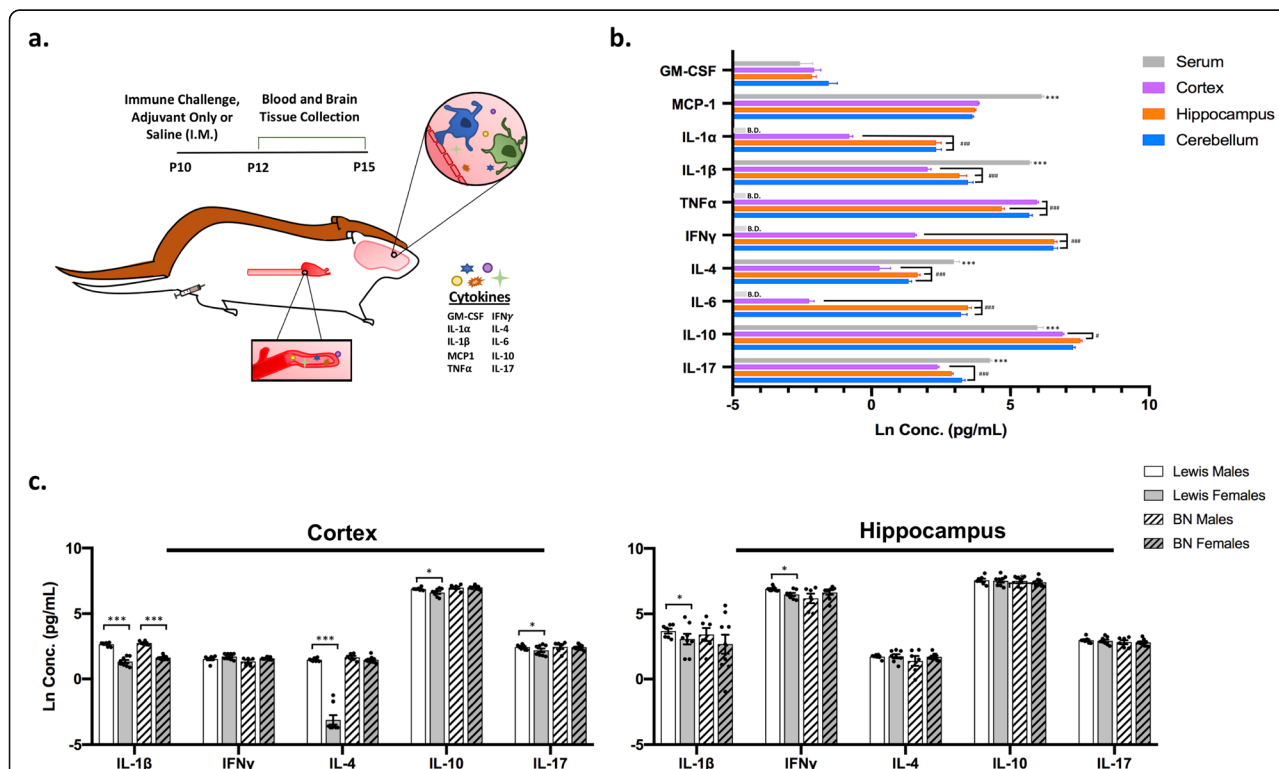 a.
Immune Challenge,
Adjuvant Only or
Saline (I.M.)
Blood and Brain
Tissue Collection
P10
P12
P15
Cytokines
GM-CSF IFNγ
IL-1α IL-4
IL-1β IL-6
MCP1 IL-10
TNFα IL-17
b.
Serum
Cortex
Hippocampus
Cerebellum
GM-CSF
MCP-1 ***
IL-1α B.D. ###
IL-1β *** ###
TNFα B.D. ###
IFNγ B.D. ###
IL-4 *** ###
IL-6 B.D. ###
IL-10 *** #
IL-17 *** ###
-5 0 5 10
Ln Conc. (pg/mL)
c.
Lewis Males
Lewis Females
BN Males
BN Females
Cortex
Ln Conc. (pg/mL)
10
5
0
-5
*** *** *** * *
IL-1ß IFNγ IL-4 IL-10 IL-17
Hippocampus
10
5
0
-5
* *
IL-1ß IFNγ IL-4 IL-10 IL-17